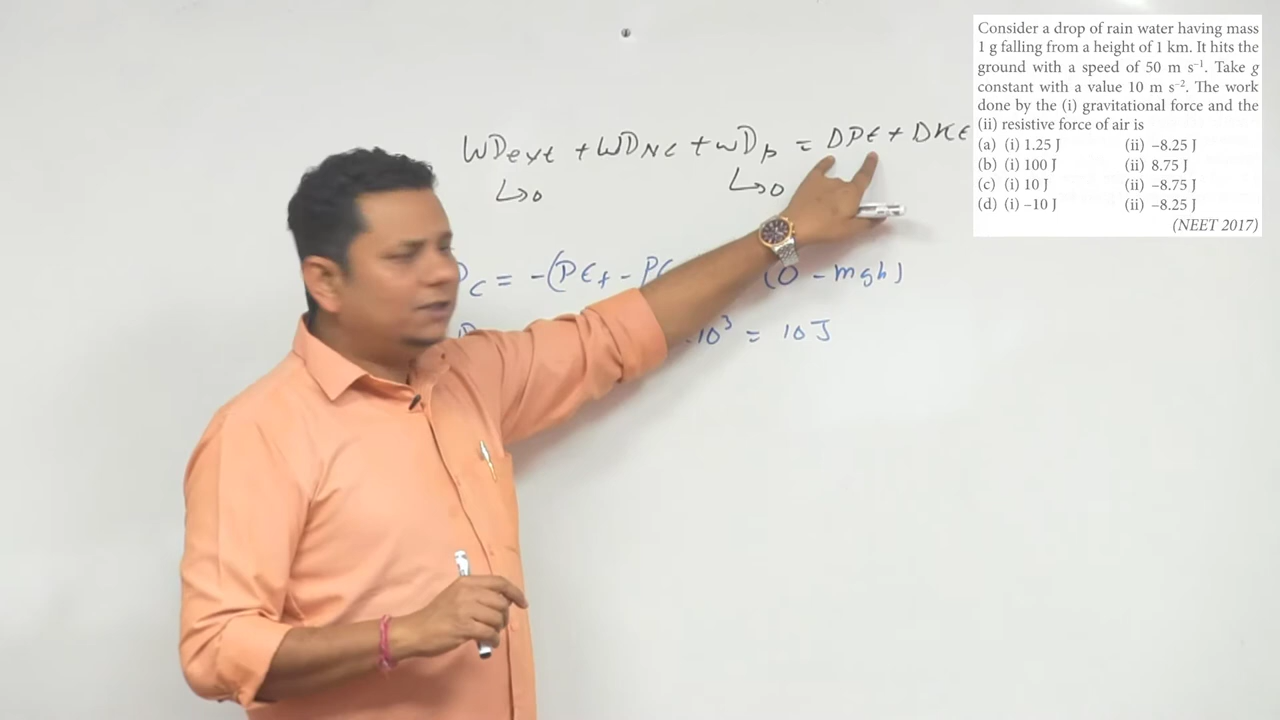 WDext + WDNC + WDp = DPE + DKE
↳0 ↳0
C = -(PEf - PE (0 - mgh)
.10³ = 10J
Consider a drop of rain water having mass
1 g falling from a height of 1 km. It hits the
ground with a speed of 50 m s⁻¹. Take g
constant with a value 10 m s⁻². The work
done by the (i) gravitational force and the
(ii) resistive force of air is
(a) (i) 1.25 J (ii) –8.25 J
(b) (i) 100 J (ii) 8.75 J
(c) (i) 10 J (ii) –8.75 J
(d) (i) –10 J (ii) –8.25 J
(NEET 2017)